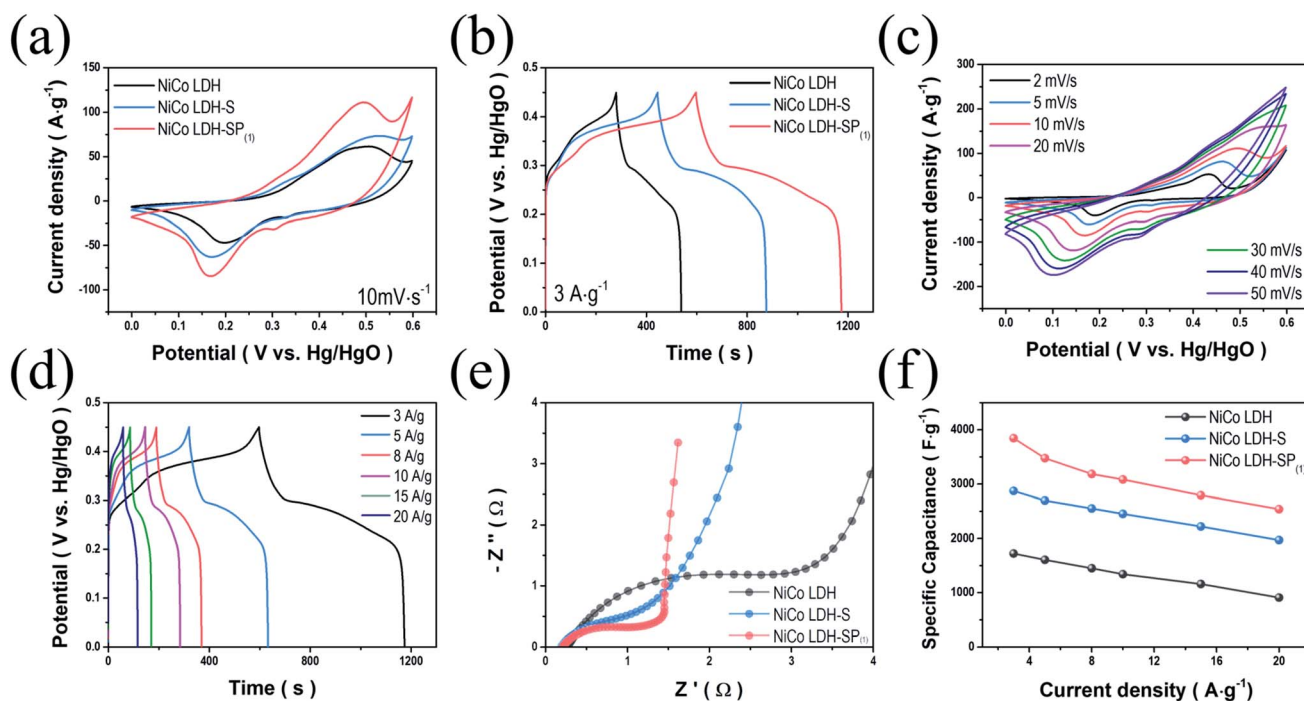 (a)
Current density ( A·g⁻¹)
150
125
100
75
50
25
0
-25
-50
-75
-100
NiCo LDH
NiCo LDH-S
NiCo LDH-SP₍₁₎
10mV·s⁻¹
0.0 0.1 0.2 0.3 0.4 0.5 0.6
Potential ( V vs. Hg/HgO )
(b)
Potential ( V vs. Hg/HgO )
0.5
0.4
0.3
0.2
0.1
0.0
NiCo LDH
NiCo LDH-S
NiCo LDH-SP₍₁₎
3 A·g⁻¹
0 400 800 1200
Time ( s )
(c)
Current density ( A·g⁻¹)
300
200
100
0
-100
-200
2 mV/s
5 mV/s
10 mV/s
20 mV/s
30 mV/s
40 mV/s
50 mV/s
0.0 0.1 0.2 0.3 0.4 0.5 0.6
Potential ( V vs. Hg/HgO )
(d)
Potential ( V vs. Hg/HgO )
0.5
0.4
0.3
0.2
0.1
0.0
3 A/g
5 A/g
8 A/g
10 A/g
15 A/g
20 A/g
0 400 800 1200
Time ( s )
(e)
- Z '' ( Ω )
4
3
2
1
0
NiCo LDH
NiCo LDH-S
NiCo LDH-SP₍₁₎
0 1 2 3 4
Z ' ( Ω )
(f)
Specific Capacitance ( F·g⁻¹)
4000
3000
2000
1000
0
NiCo LDH
NiCo LDH-S
NiCo LDH-SP₍₁₎
4 8 12 16 20
Current density ( A·g⁻¹)